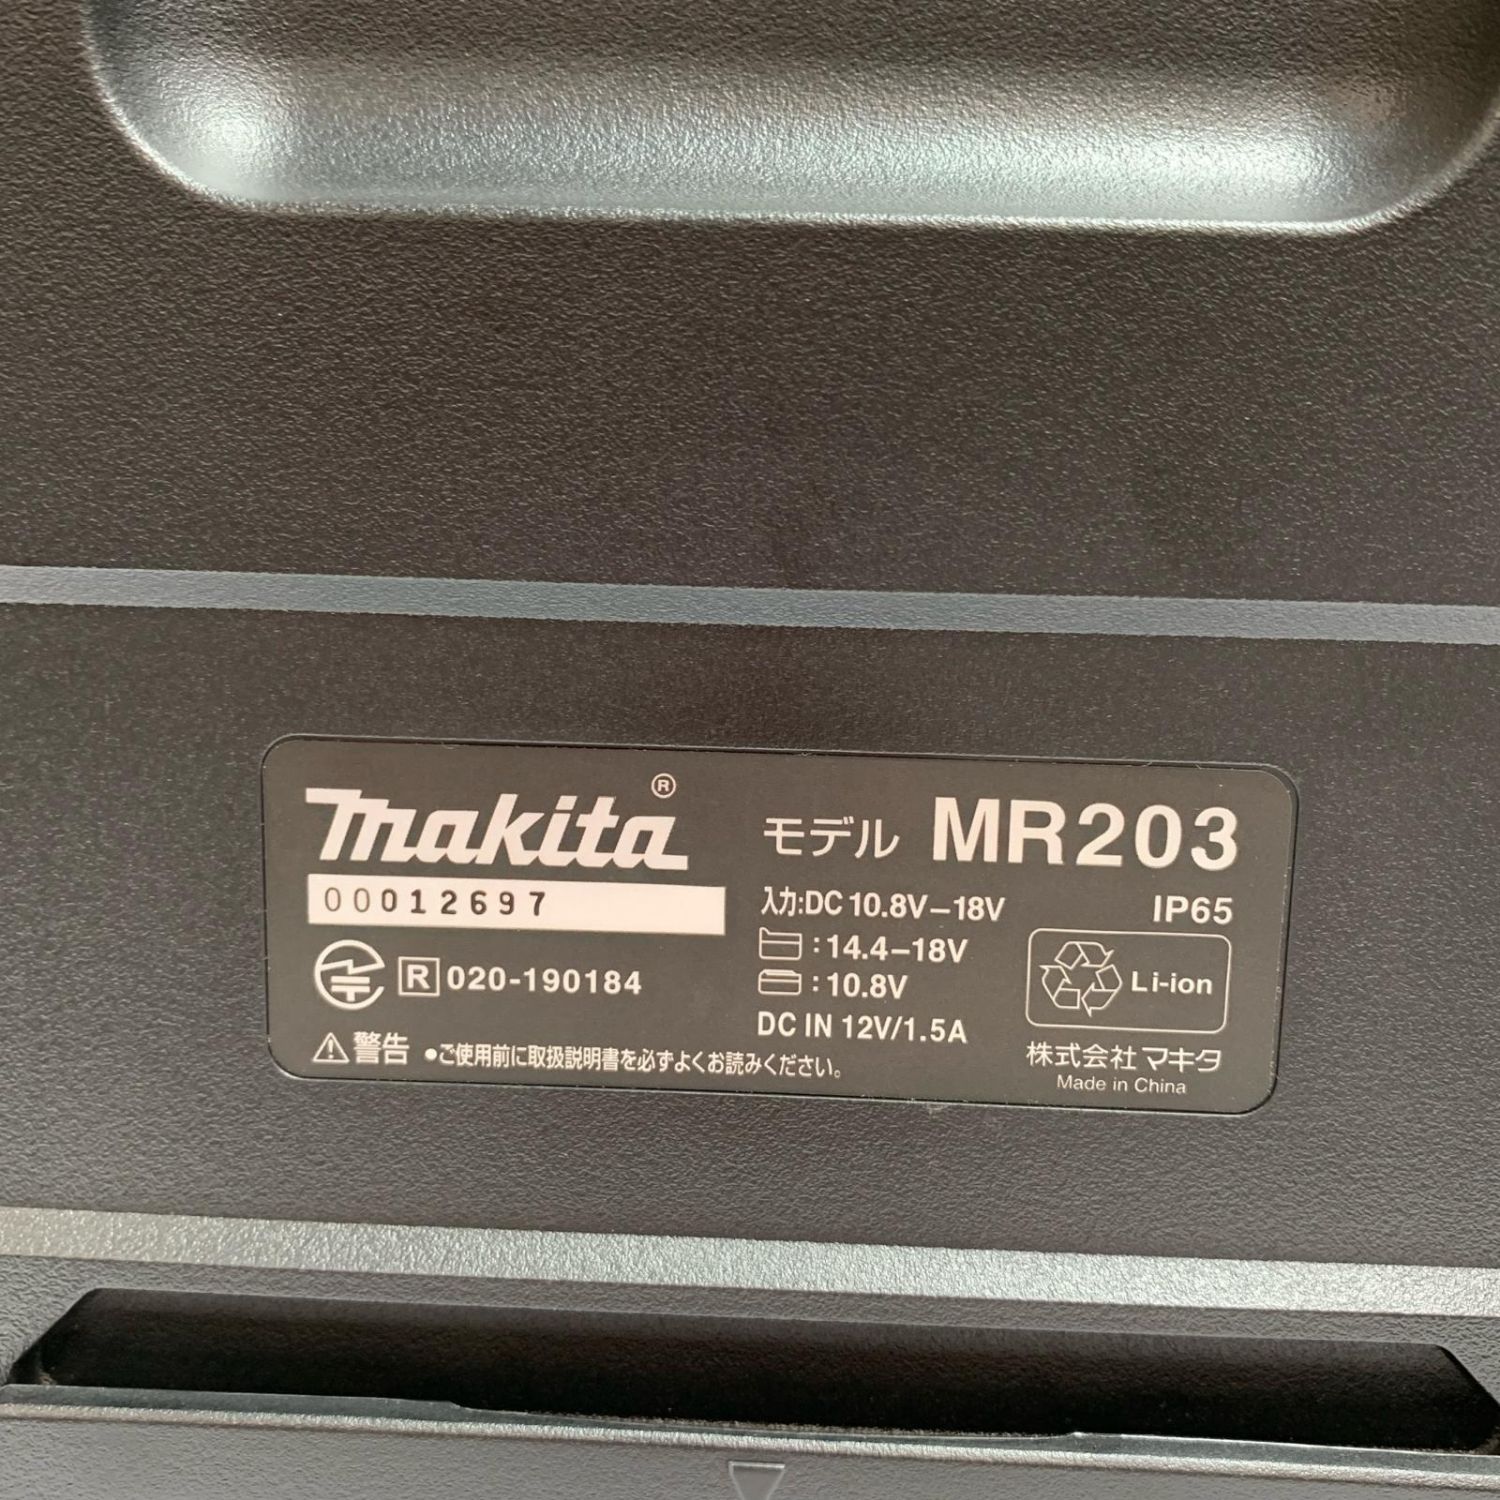 makita®
00012697
R 020-190184
⚠警告 ●ご使用前に取扱説明書を必ずよくお読みください。
モデル MR203
入力:DC 10.8V–18V
:14.4–18V
:10.8V
DC IN 12V/1.5A
IP65
Li-ion
株式会社 マキタ
Made in China